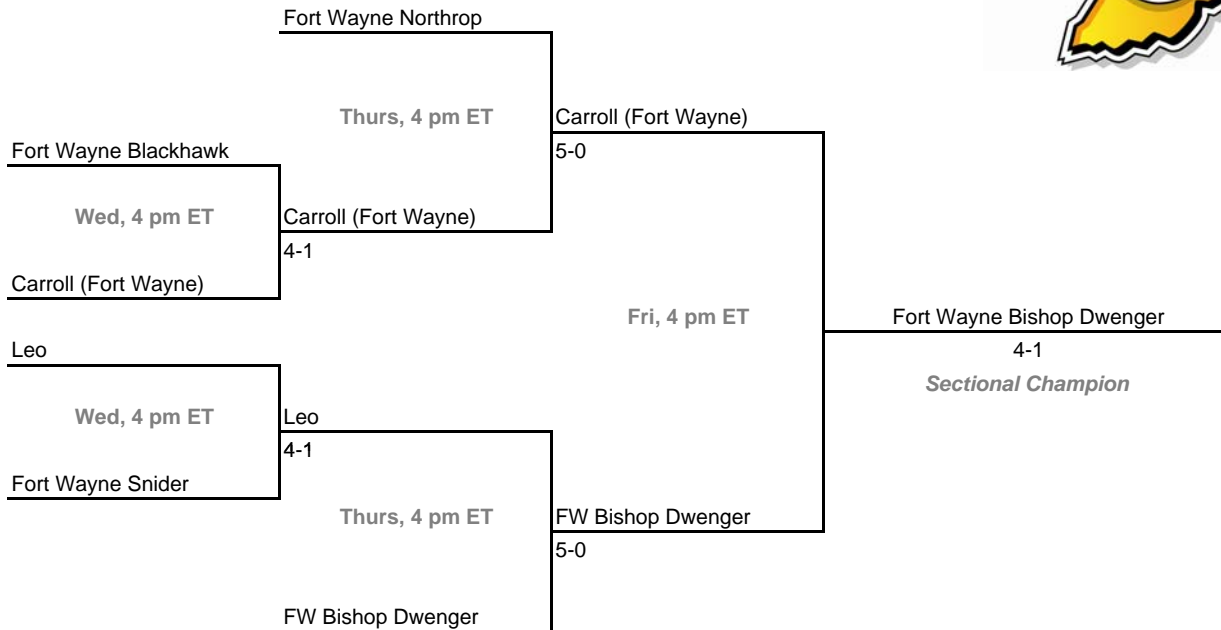 Fort Wayne Northrop
Thurs, 4 pm ET
Carroll (Fort Wayne)
Fort Wayne Blackhawk
5-0
Wed, 4 pm ET
Carroll (Fort Wayne)
4-1
Carroll (Fort Wayne)
Fri, 4 pm ET
Fort Wayne Bishop Dwenger
Leo
4-1
Sectional Champion
Wed, 4 pm ET
Leo
4-1
Fort Wayne Snider
Thurs, 4 pm ET
FW Bishop Dwenger
5-0
FW Bishop Dwenger